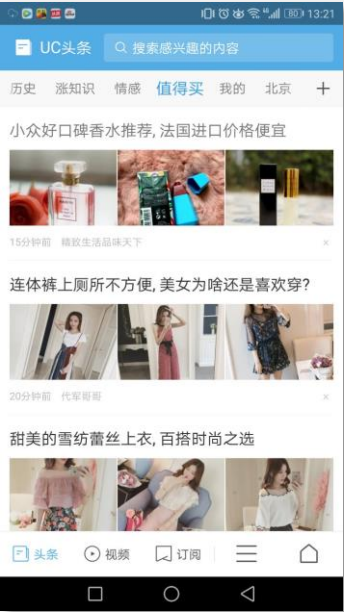 80 13:21
UC头条 搜索感兴趣的内容
历史 涨知识 情感 值得买 我的 北京 +
小众好口碑香水推荐,法国进口价格便宜
15分钟前 精致生活品味天下 ×
连体裤上厕所不方便,美女为啥还是喜欢穿?
20分钟前 代军哥哥 ×
甜美的雪纺蕾丝上衣,百搭时尚之选
头条 视频 订阅